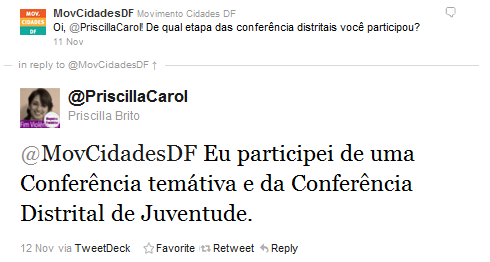 MOV.
CIDADES
DF
MovCidadesDF Movimento Cidades DF
Oi, @PriscillaCarol! De qual etapa das conferência distritais você participou?
11 Nov
in reply to @MovCidadesDF ↑
@PriscillaCarol
Priscilla Brito
Fim Violên
@MovCidadesDF Eu participei de uma
Conferência temátiva e da Conferência
Distrital de Juventude.
12 Nov via TweetDeck Favorite Retweet Reply